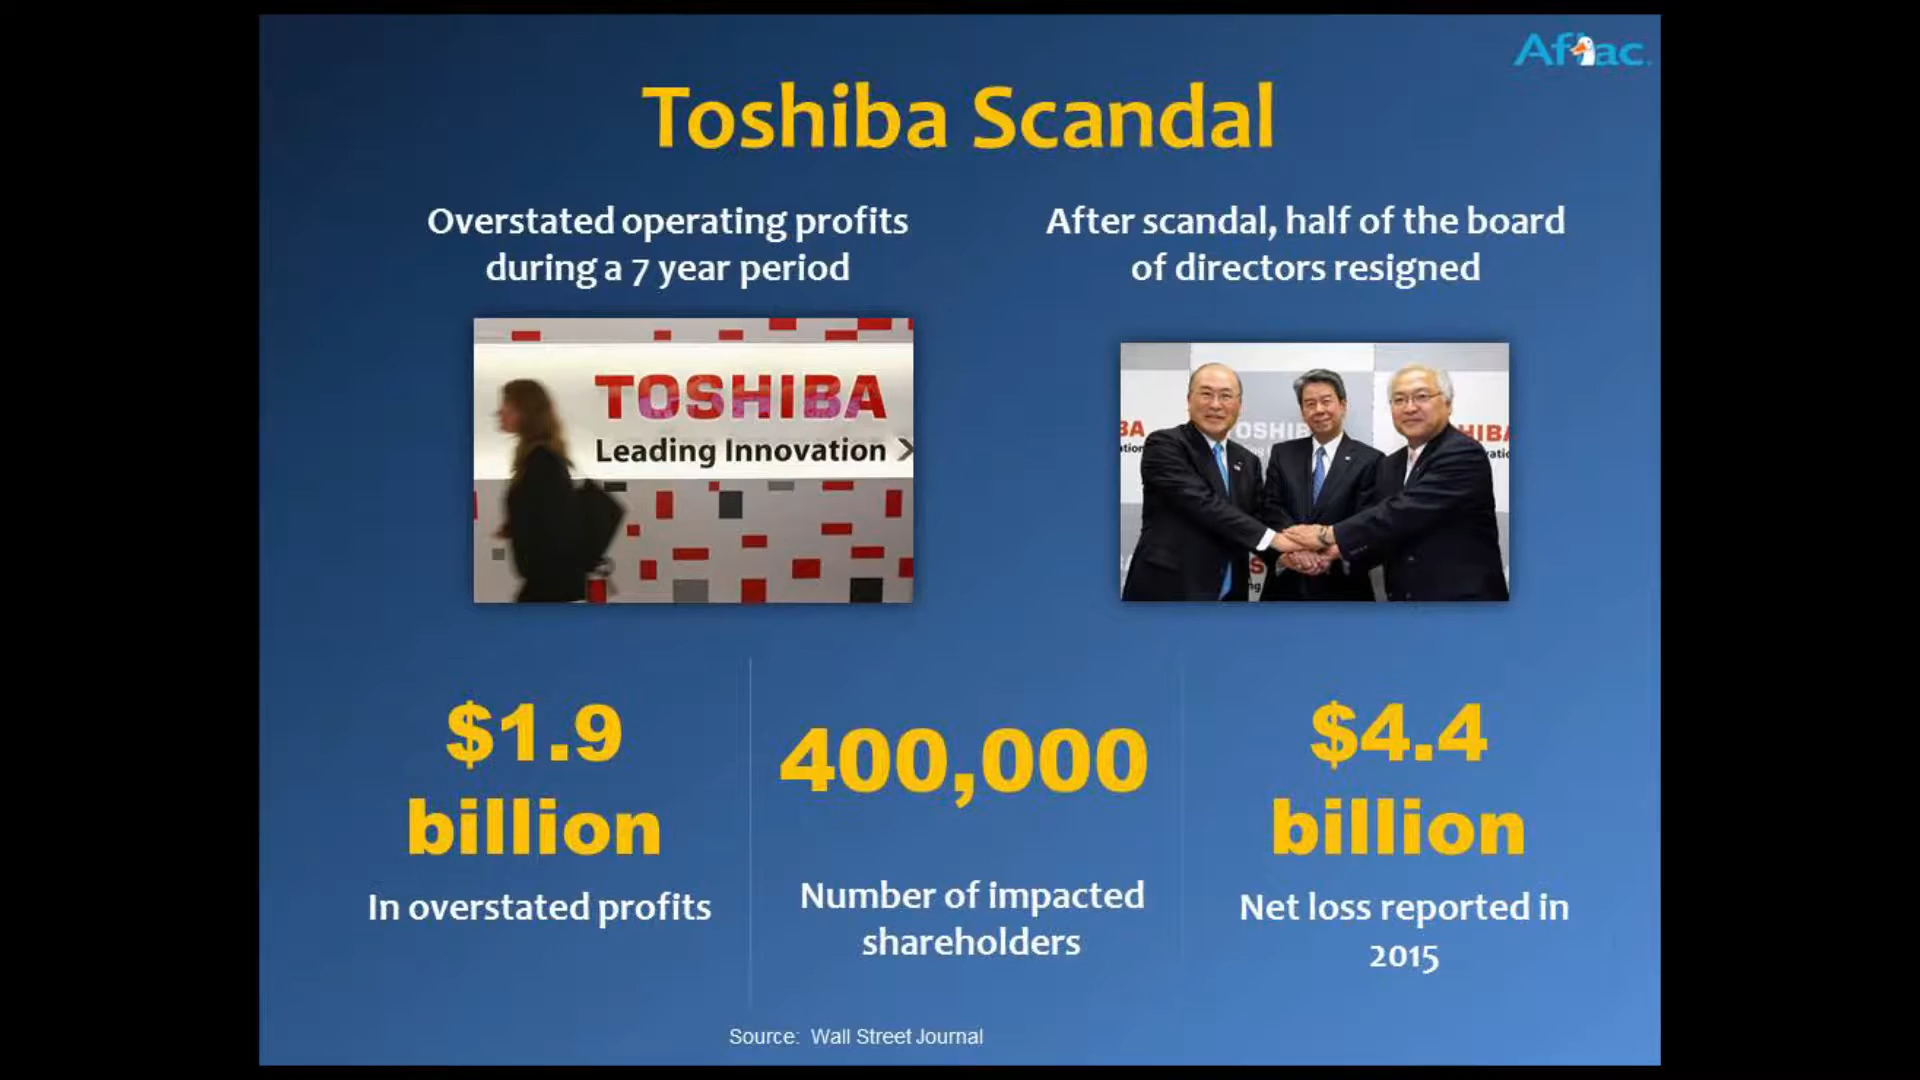 Aflac
Toshiba Scandal
Overstated operating profits
during a 7 year period
After scandal, half of the board
of directors resigned
TOSHIBA
Leading Innovation
$1.9
billion
In overstated profits
400,000
Number of impacted
shareholders
$4.4
billion
Net loss reported in
2015
Source: Wall Street Journal